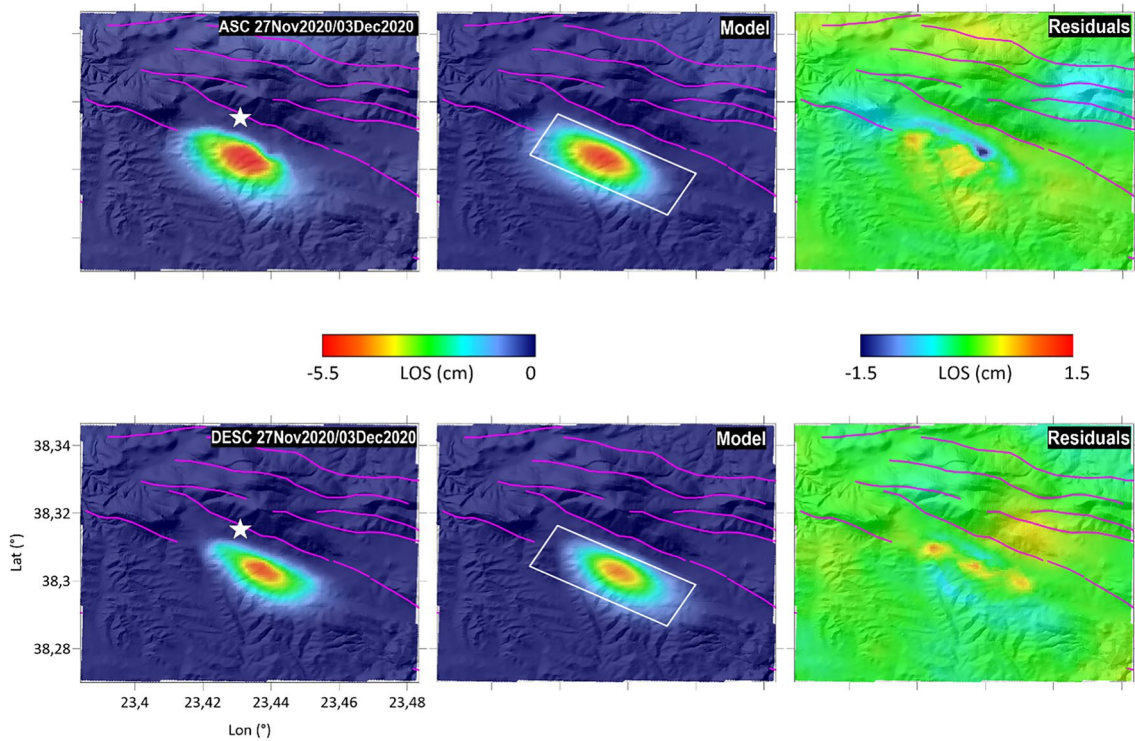 ASC 27Nov2020/03Dec2020
Model
Residuals
-5.5 LOS (cm) 0
-1.5 LOS (cm) 1.5
DESC 27Nov2020/03Dec2020
Model
Residuals
38,34
38,32
38,3
38,28
Lat (°)
23,4 23,42 23,44 23,46 23,48
Lon (°)